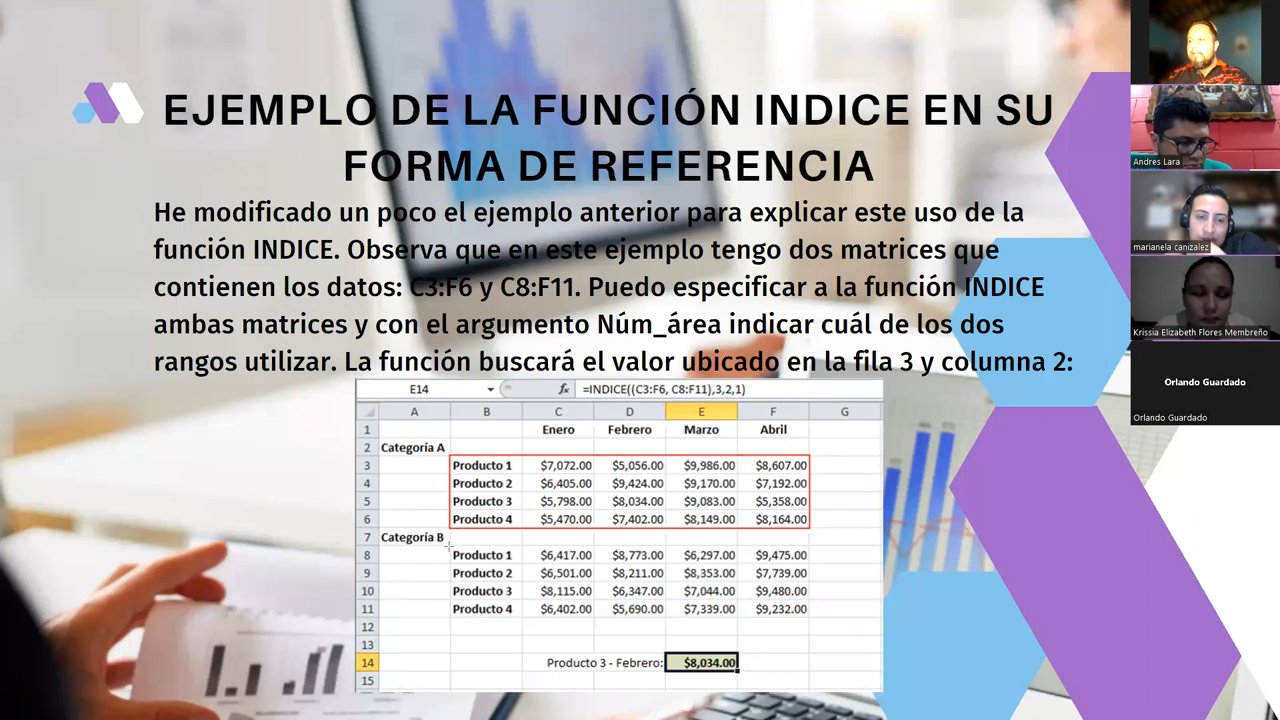 EJEMPLO DE LA FUNCIÓN INDICE EN SU
FORMA DE REFERENCIA
He modificado un poco el ejemplo anterior para explicar este uso de la
función INDICE. Observa que en este ejemplo tengo dos matrices que
contienen los datos: C3:F6 y C8:F11. Puedo especificar a la función INDICE
ambas matrices y con el argumento Núm_área indicar cuál de los dos
rangos utilizar. La función buscará el valor ubicado en la fila 3 y columna 2:
E14 fx =INDICE((C3:F6, C8:F11),3,2,1)
A B C D E F G
1 Enero Febrero Marzo Abril
2 Categoría A
3 Producto 1 $7,072.00 $5,056.00 $9,986.00 $8,607.00
4 Producto 2 $6,405.00 $9,424.00 $9,170.00 $7,192.00
5 Producto 3 $5,798.00 $8,034.00 $9,083.00 $5,358.00
6 Producto 4 $5,470.00 $7,402.00 $8,149.00 $8,164.00
7 Categoría B
8 Producto 1 $6,417.00 $8,773.00 $6,297.00 $9,475.00
9 Producto 2 $6,501.00 $8,211.00 $8,353.00 $7,739.00
10 Producto 3 $8,115.00 $6,347.00 $7,044.00 $9,480.00
11 Producto 4 $6,402.00 $5,690.00 $7,339.00 $9,232.00
12
13
14 Producto 3 - Febrero: $8,034.00
15
Andres Lara
marianela canizalez
Krissia Elizabeth Flores Membreño
Orlando Guardado
Orlando Guardado